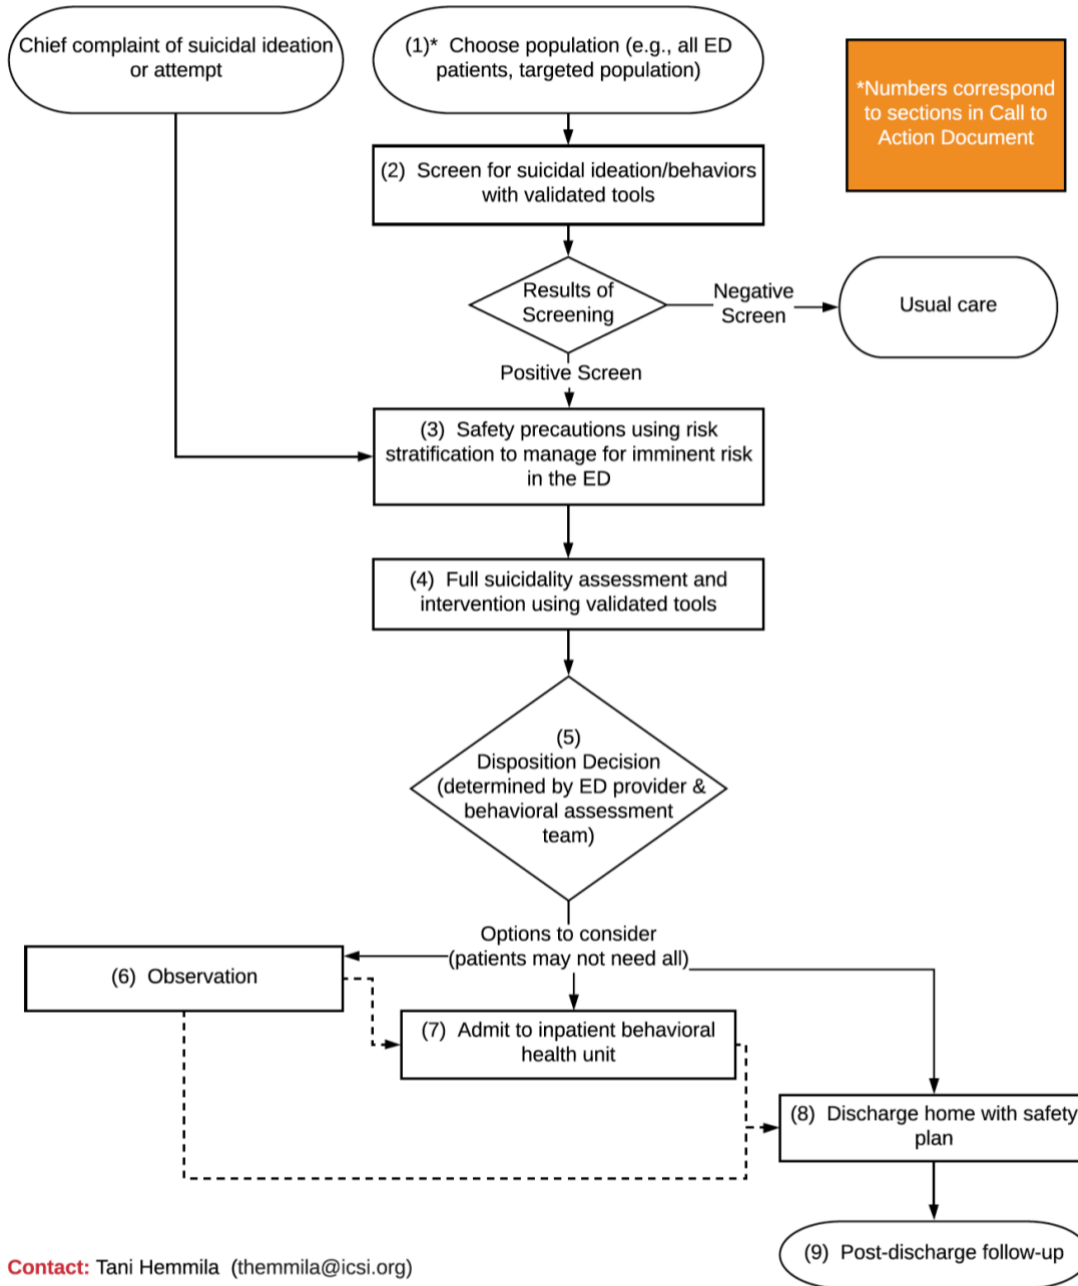 Chief complaint of suicidal ideation
or attempt
(1)* Choose population (e.g., all ED
patients, targeted population)
*Numbers correspond
to sections in Call to
Action Document
(2) Screen for suicidal ideation/behaviors
with validated tools
Results of
Screening
Negative
Screen
Usual care
Positive Screen
(3) Safety precautions using risk
stratification to manage for imminent risk
in the ED
(4) Full suicidality assessment and
intervention using validated tools
(5)
Disposition Decision
(determined by ED provider &
behavioral assessment
team)
Options to consider
(patients may not need all)
(6) Observation
(7) Admit to inpatient behavioral
health unit
(8) Discharge home with safety
plan
(9) Post-discharge follow-up
Contact: Tani Hemmila (themmila@icsi.org)